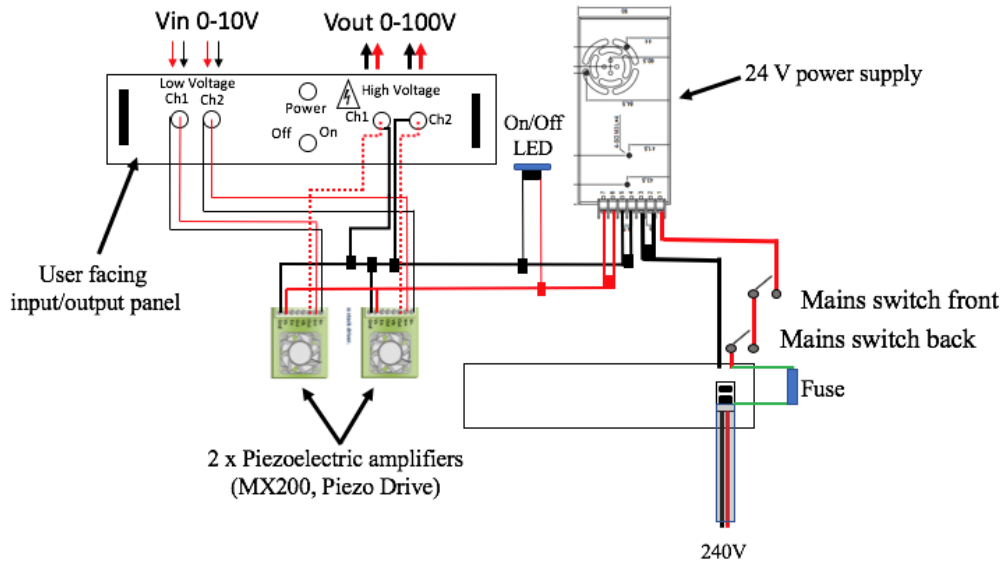 Vin 0-10V
Vout 0-100V
24 V power supply
Low Voltage
Ch1
Ch2
Power
Off
On
High Voltage
Ch1
Ch2
On/Off
LED
User facing
input/output panel
Mains switch front
Mains switch back
Fuse
2 x Piezoelectric amplifiers
(MX200, Piezo Drive)
240V